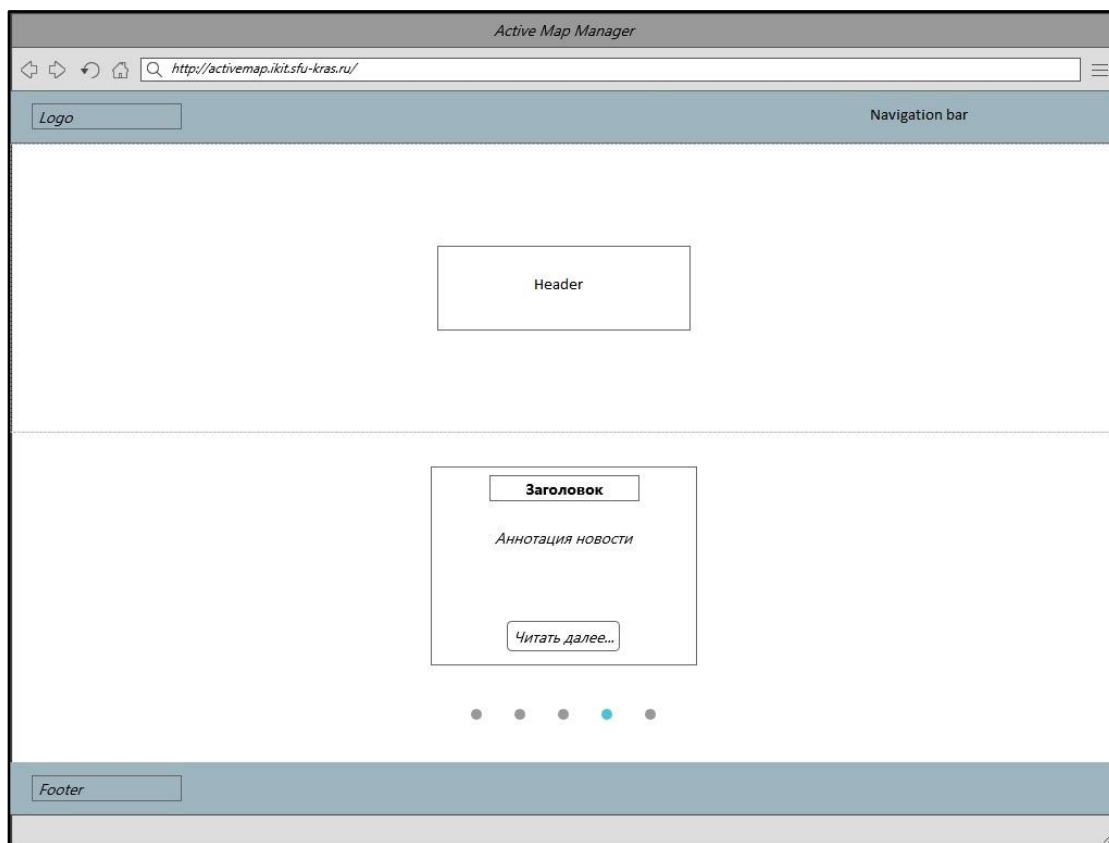 Active Map Manager
http://activemap.ikit.sfu-kras.ru/
Logo
Navigation bar
Header
Заголовок
Аннотация новости
Читать далее...
Footer